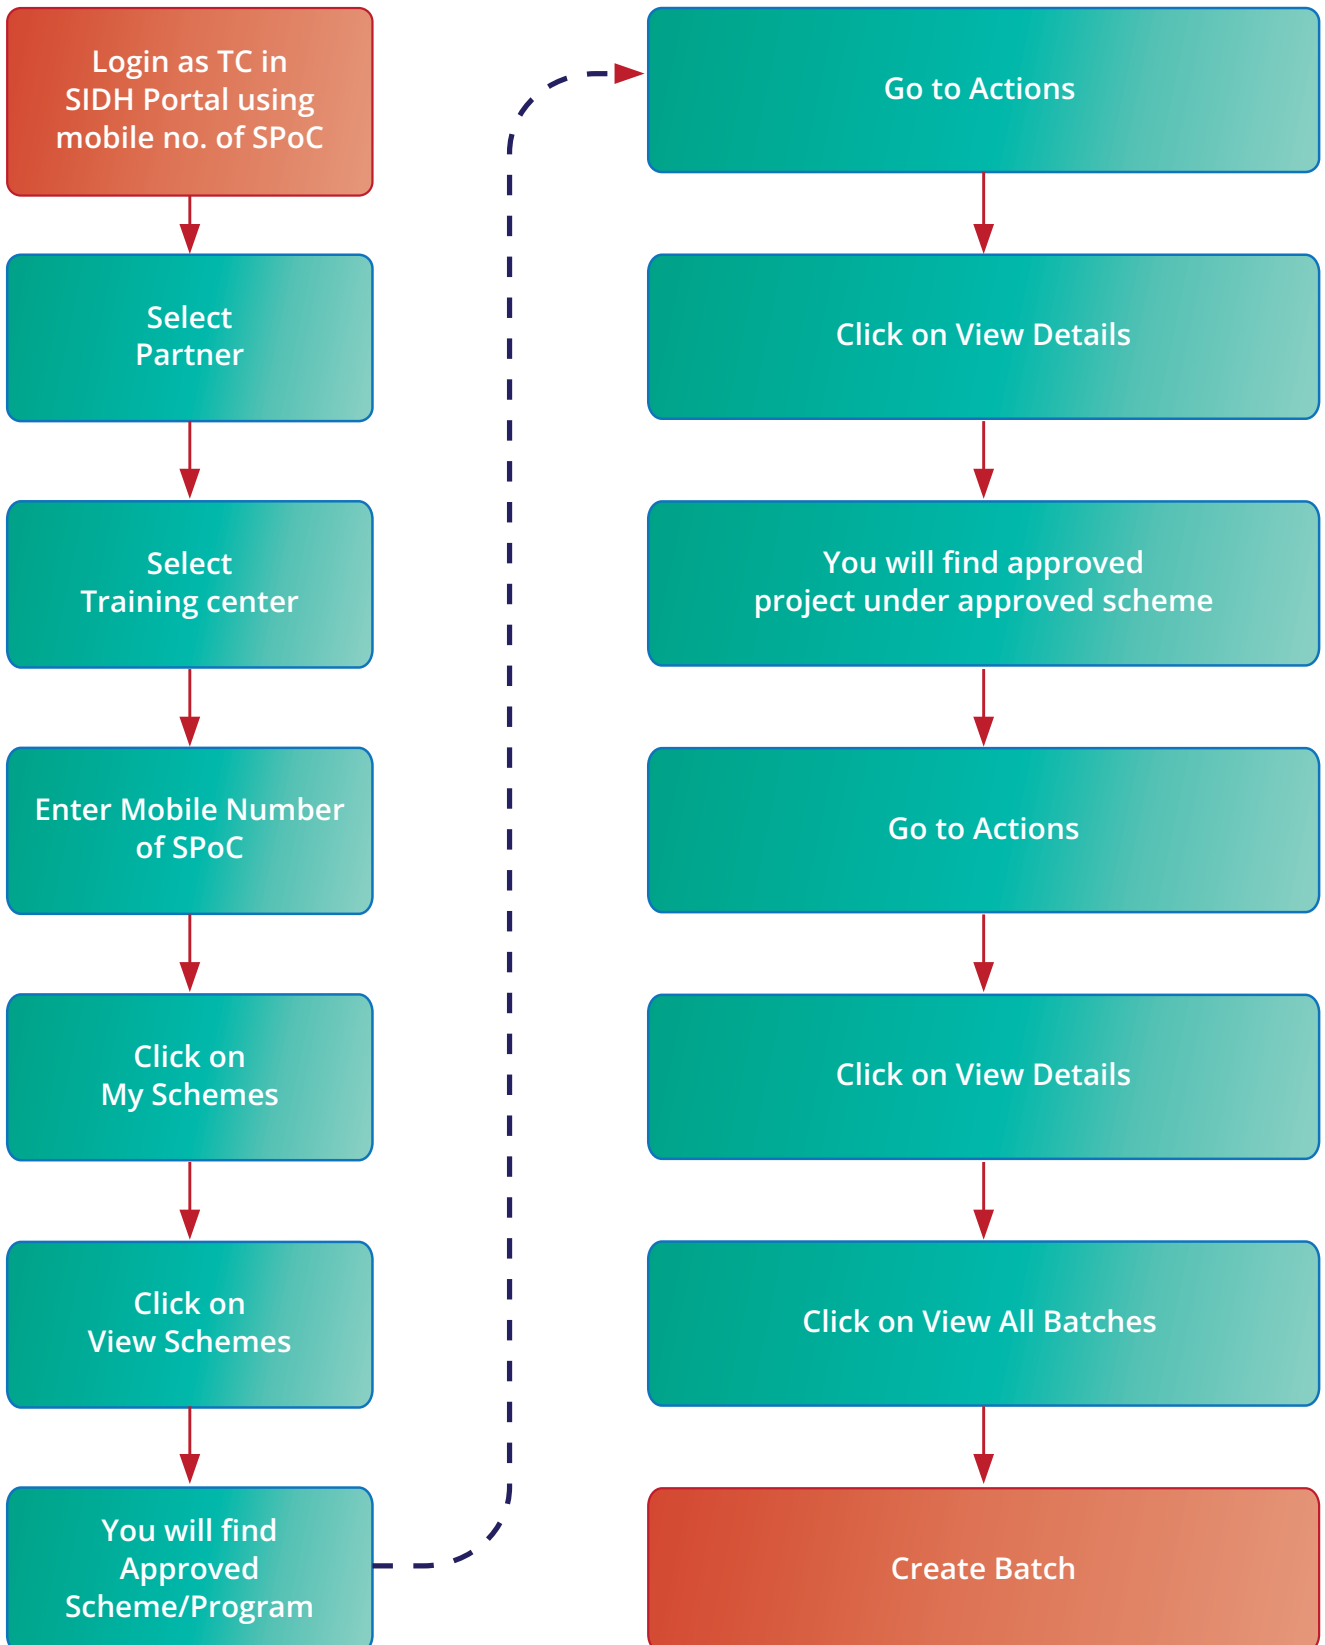 Login as TC in
SIDH Portal using
mobile no. of SPoC
Select
Partner
Select
Training center
Enter Mobile Number
of SPoC
Click on
My Schemes
Click on
View Schemes
You will find
Approved
Scheme/Program
Go to Actions
Click on View Details
You will find approved
project under approved scheme
Go to Actions
Click on View Details
Click on View All Batches
Create Batch